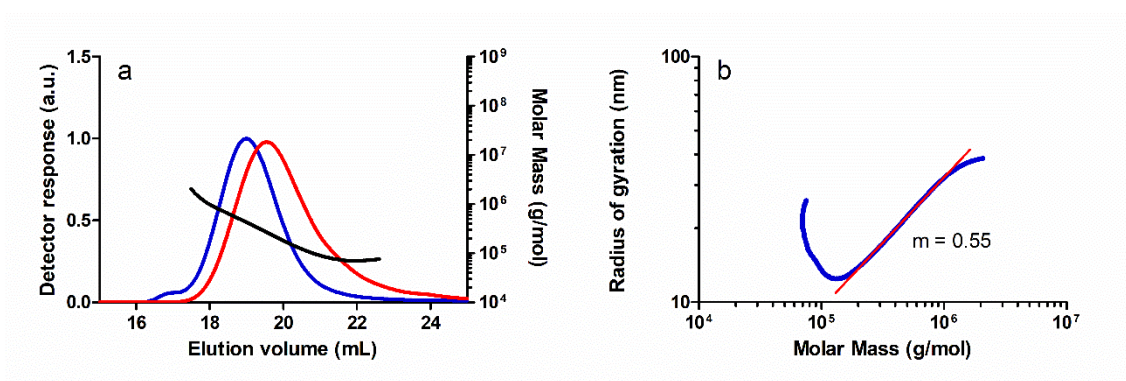 a
Detector response (a.u.)
1.5
1.0
0.5
0.0
16 18 20 22 24
Elution volume (mL)
10⁹
10⁸
10⁷
10⁶
10⁵
10⁴
Molar Mass (g/mol)
b
Radius of gyration (nm)
100
10
m = 0.55
10⁴ 10⁵ 10⁶ 10⁷
Molar Mass (g/mol)